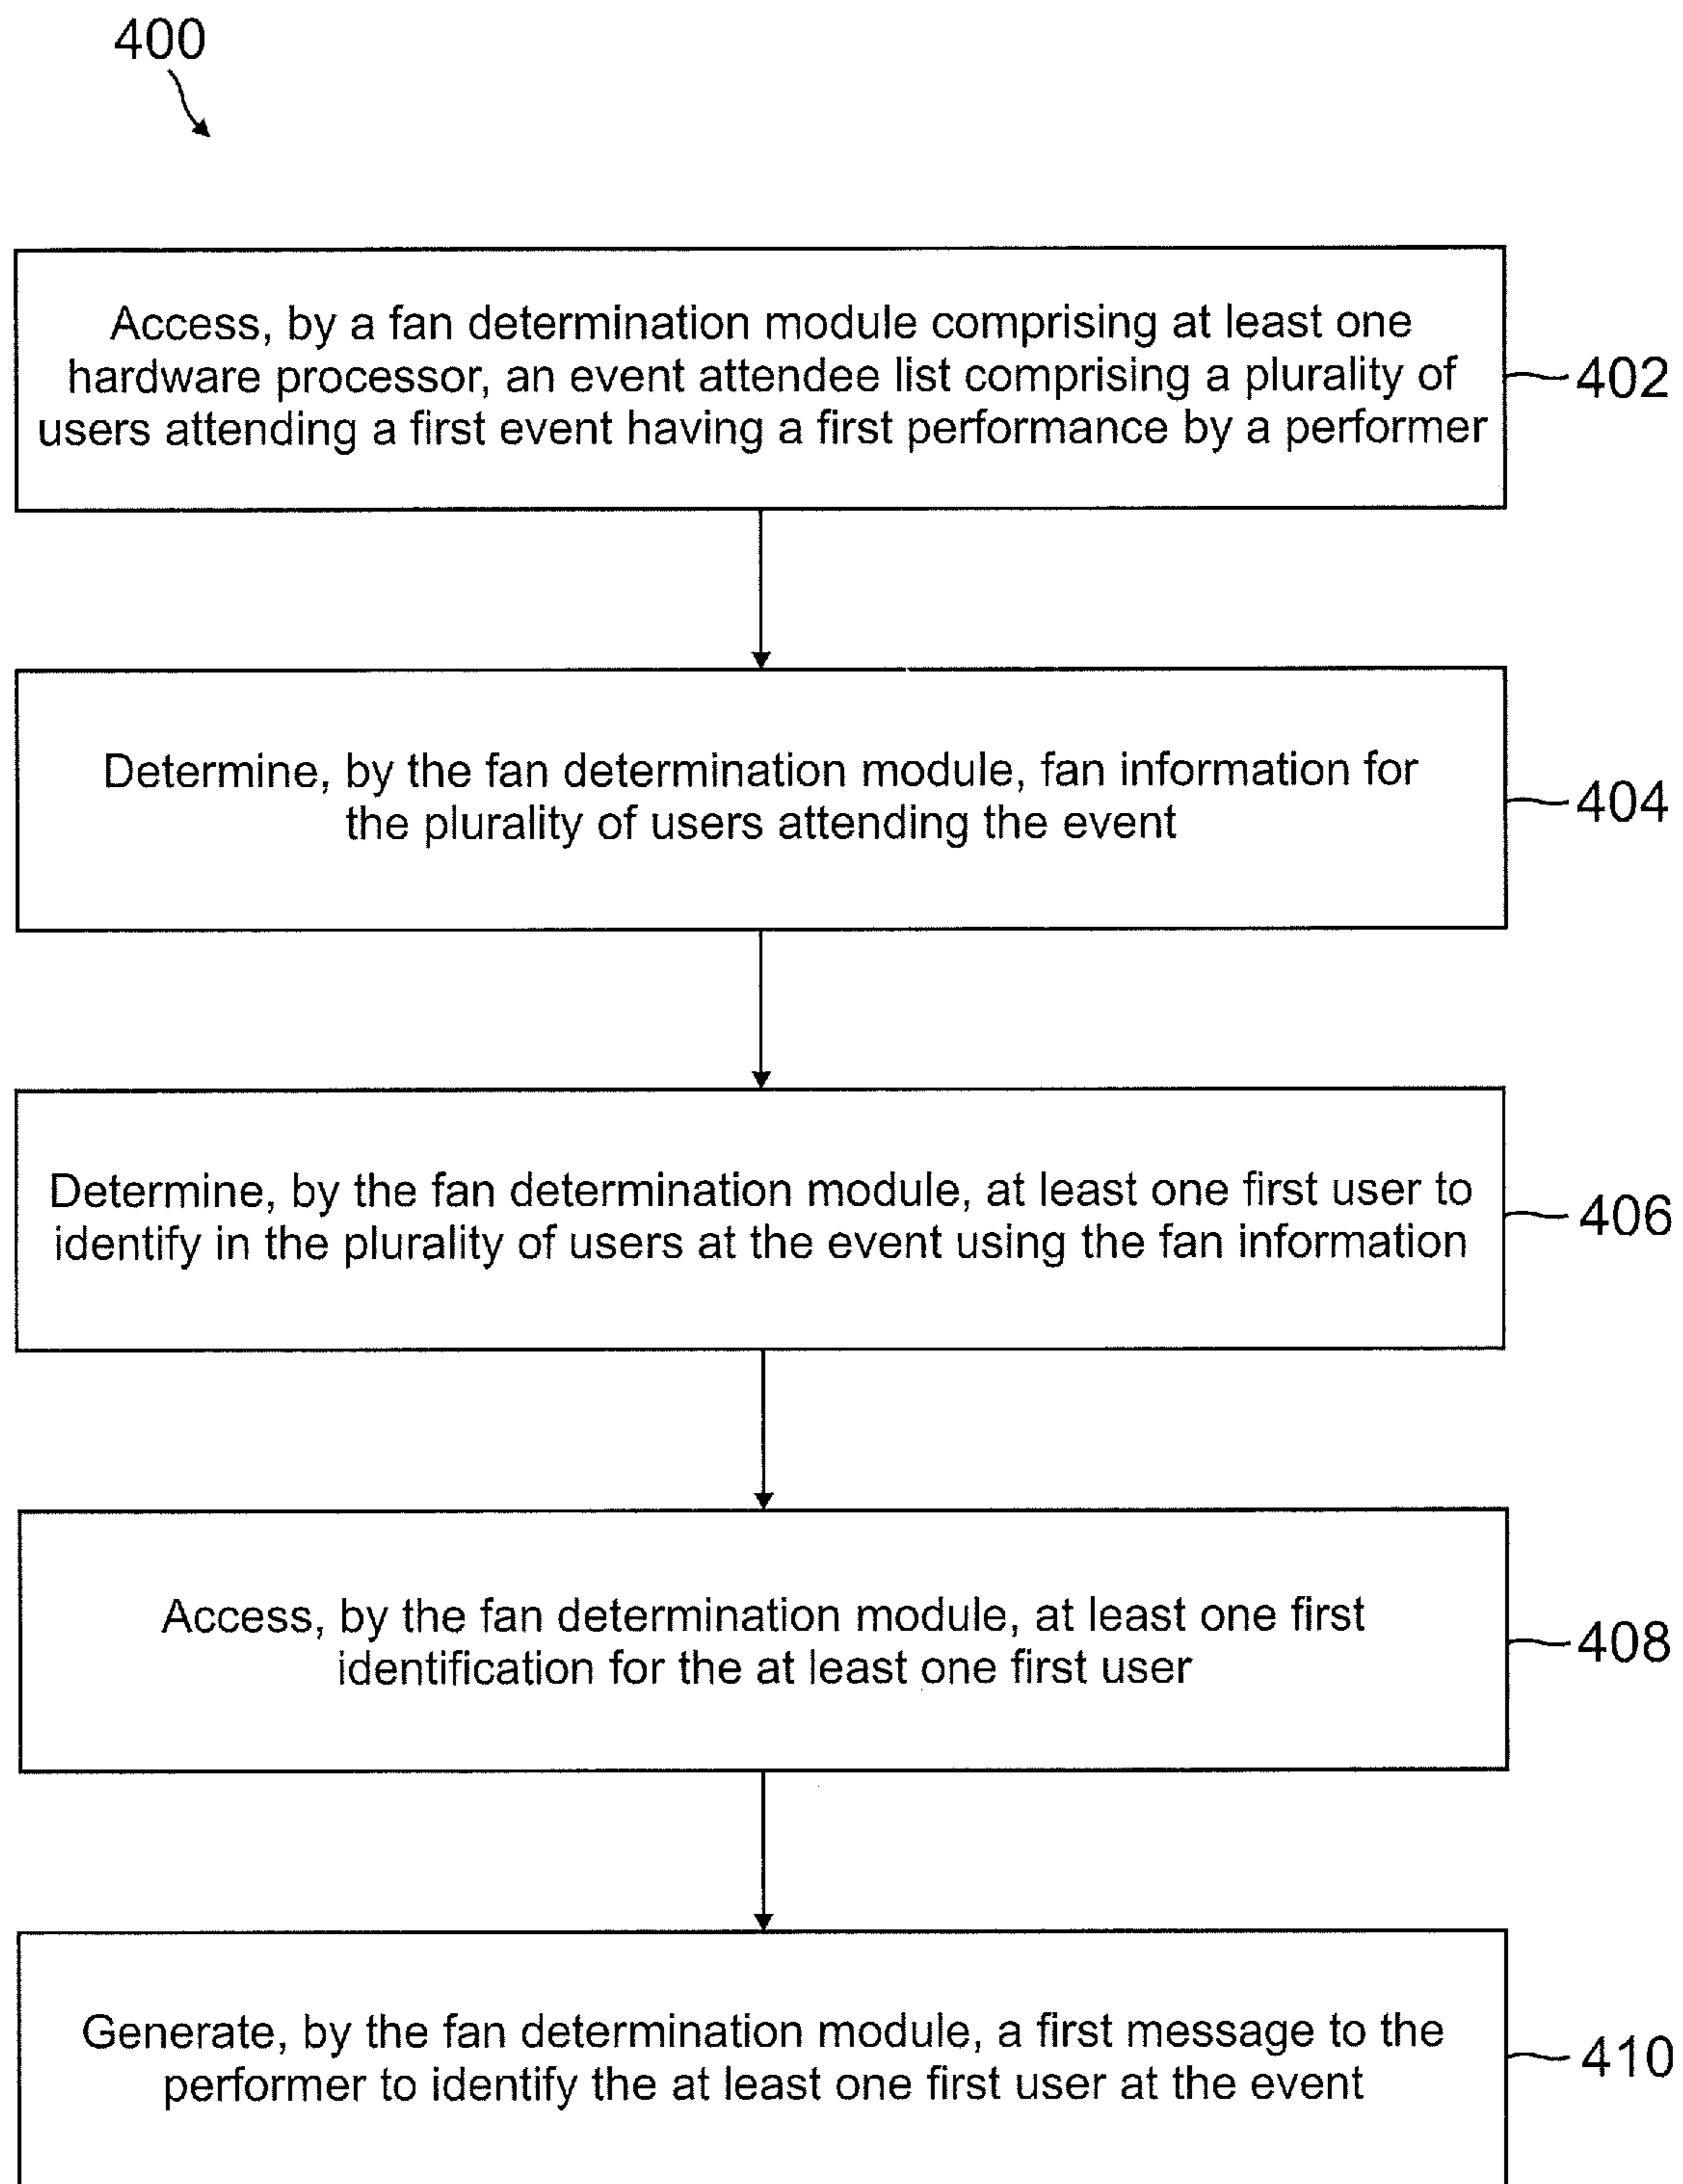 400
Access, by a fan determination module comprising at least one
hardware processor, an event attendee list comprising a plurality of
users attending a first event having a first performance by a performer
402
Determine, by the fan determination module, fan information for
the plurality of users attending the event
404
Determine, by the fan determination module, at least one first user to
identify in the plurality of users at the event using the fan information
406
Access, by the fan determination module, at least one first
identification for the at least one first user
408
Generate, by the fan determination module, a first message to the
performer to identify the at least one first user at the event
410